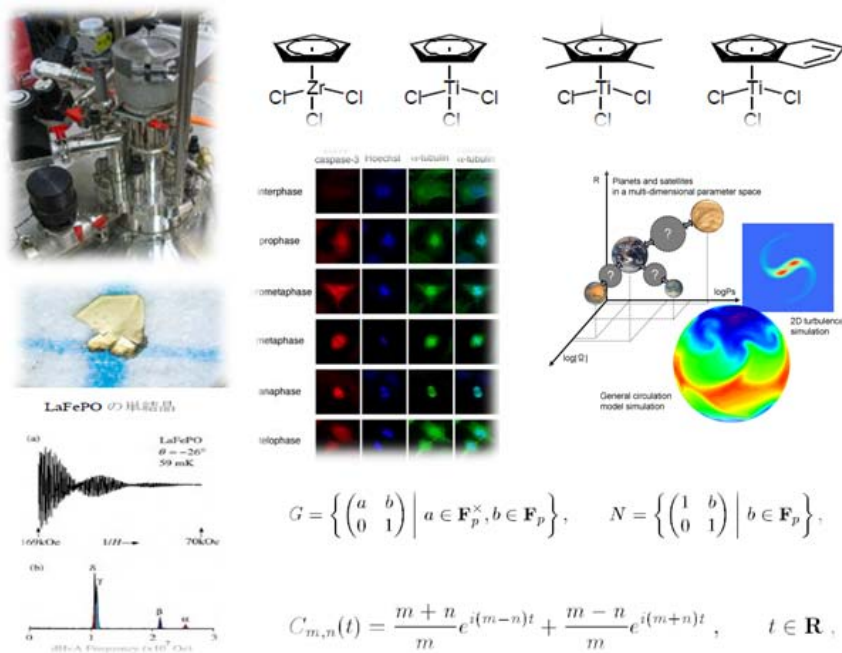 Zr
Cl
Cl
Cl
Ti
Cl
Cl
Cl
Ti
Cl
Cl
Cl
Ti
Cl
Cl
Cl
caspase-3 Hoechst α-tubulin α-tubulin
interphase
prophase
rometaphase
metaphase
anaphase
telophase
R
Planets and satellites
in a multi-dimensional parameter space
?
?
?
logPs
log(Ω)
2D turbulence
simulation
General circulation
model simulation
LaFePO の単結晶
(a)
LaFePO
θ = −26°
59 mK
169kOe
1/H
70kOe
(b)
γ
β
α
0
1
2
3
dHvA Frequency (×10⁷ Oe)
G = { ( a b ; 0 1 ) | a ∈ F_p^×, b ∈ F_p } , N = { ( 1 b ; 0 1 ) | b ∈ F_p } ,
C_{m,n}(t) = \frac{m + n}{m} e^{i(m−n)t} + \frac{m − n}{m} e^{i(m+n)t} , t ∈ R ,